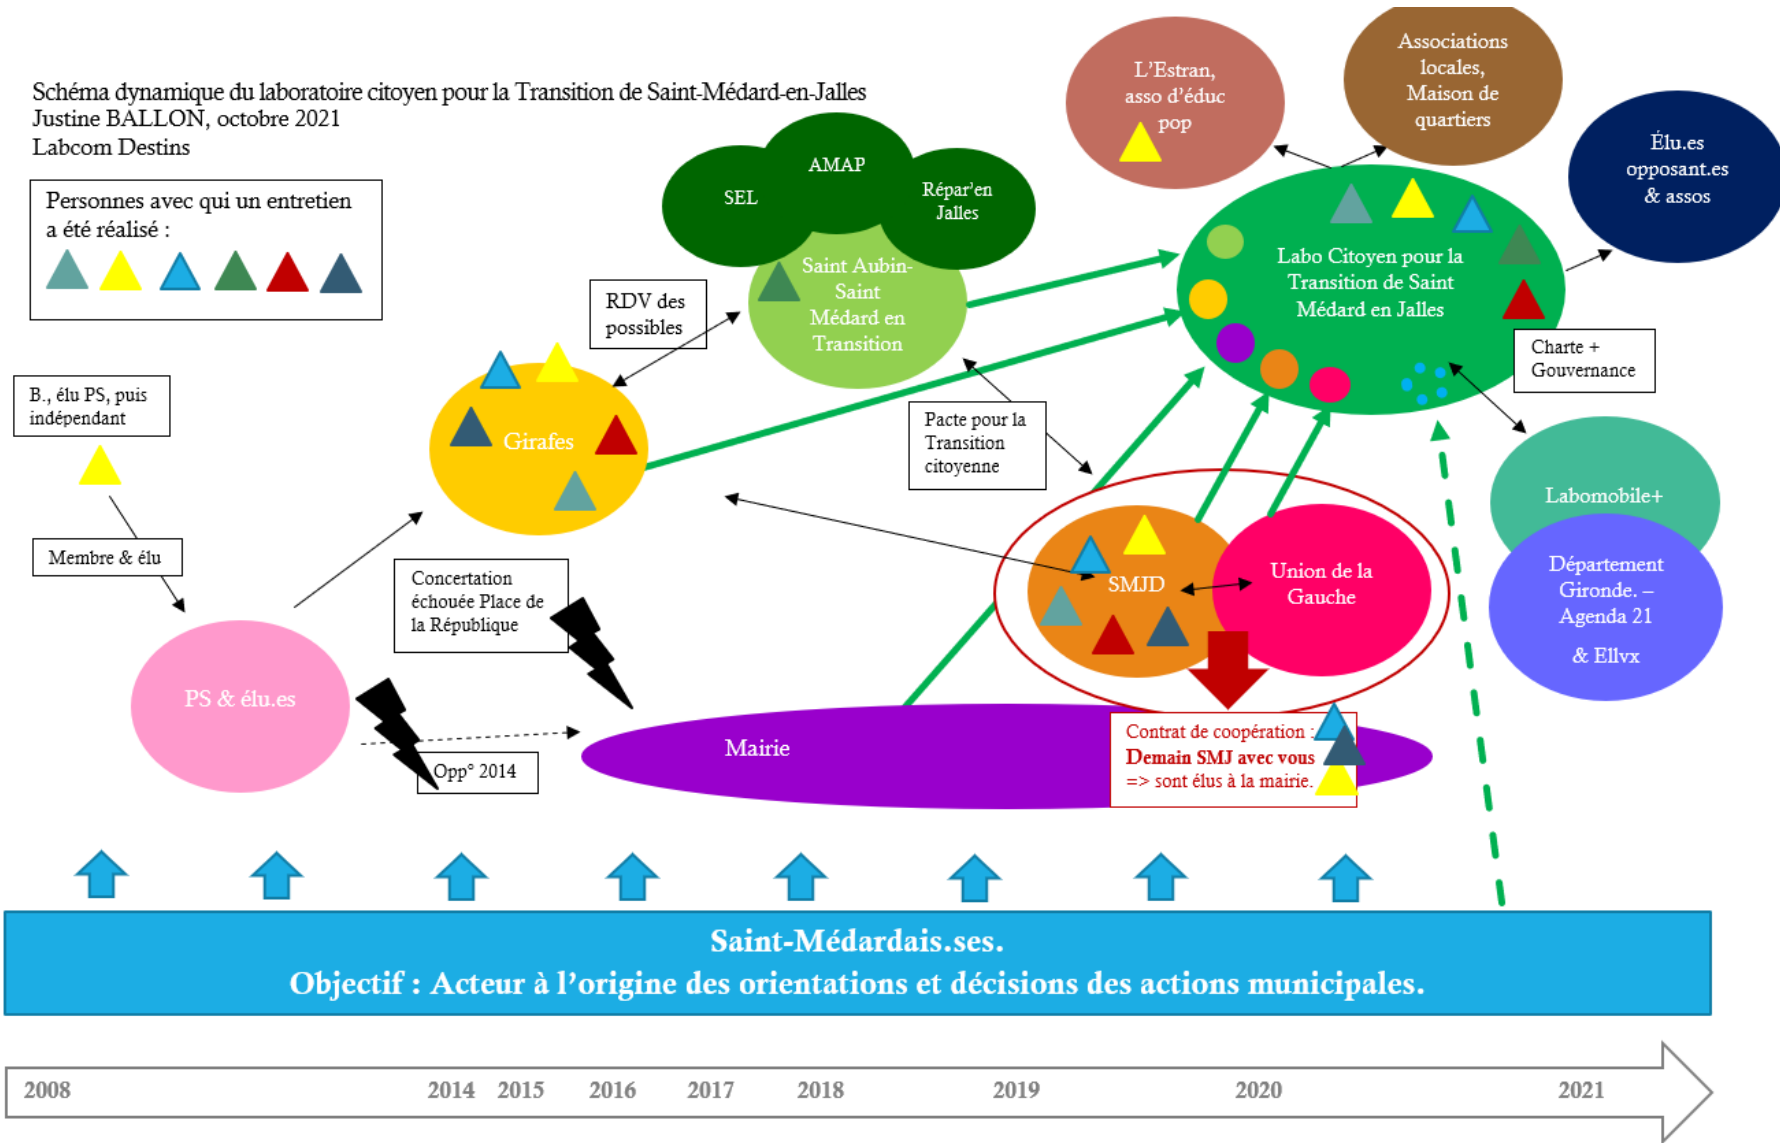 Schéma dynamique du laboratoire citoyen pour la Transition de Saint-Médard-en-Jalles
Justine BALLON, octobre 2021
Labcom Destins
Personnes avec qui un entretien
a été réalisé :
L'Estran,
asso d'éduc
pop
Associations
locales,
Maison de
quartiers
Élu.es
opposant.es
& assos
SEL
AMAP
Répar'en
Jalles
Saint Aubin-
Saint
Médard en
Transition
RDV des
possibles
Labo Citoyen pour la
Transition de Saint
Médard en Jalles
Charte +
Gouvernance
B., élu PS, puis
indépendant
Membre & élu
Girafes
Pacte pour la
Transition
citoyenne
Concertation
échouée Place de
la République
SMJD
Union de la
Gauche
Labomobile+
Département
Gironde. –
Agenda 21
& Ellvx
PS & élu.es
Opp° 2014
Mairie
Contrat de coopération :
Demain SMJ avec vous
=> sont élus à la mairie.
Saint-Médardais.ses.
Objectif : Acteur à l'origine des orientations et décisions des actions municipales.
2008 2014 2015 2016 2017 2018 2019 2020 2021